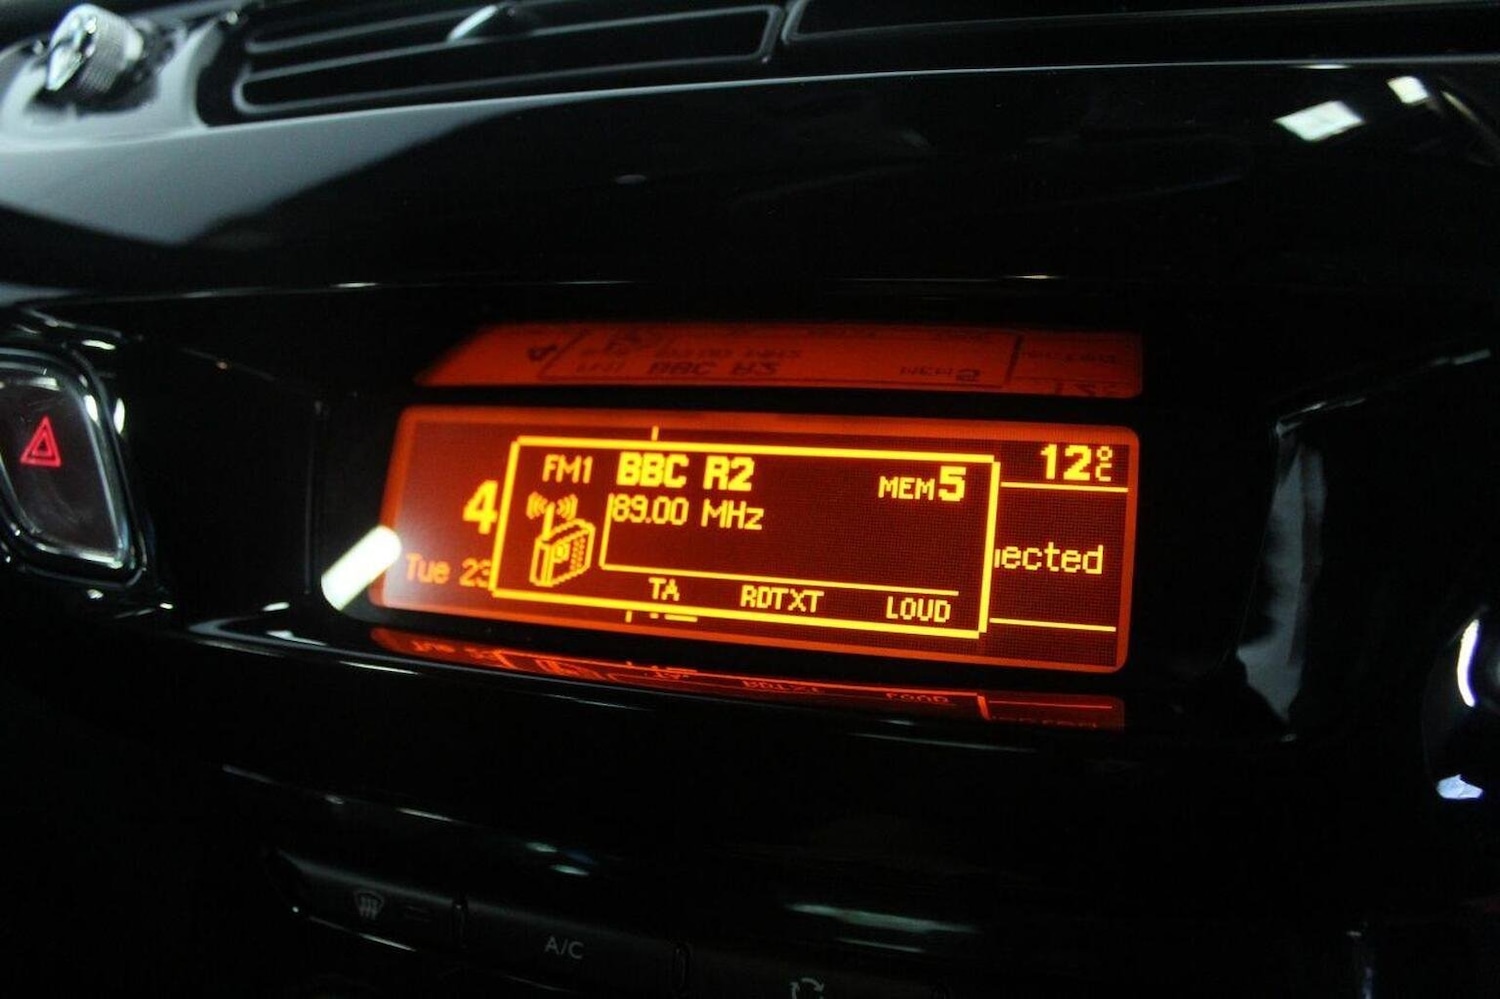 12°C
FM1 BBC R2 MEM 5
4
89.00 MHz
ected
Tue 23
TA RDTXT LOUD
A/C